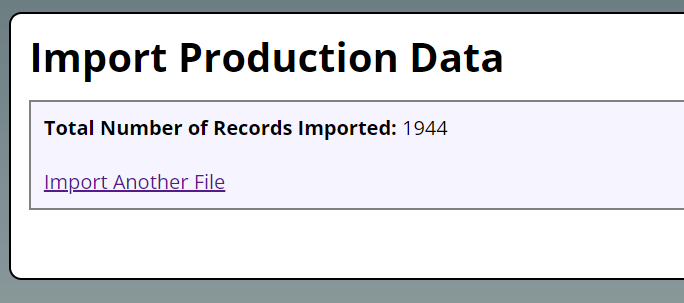 Import Production Data
Total Number of Records Imported: 1944
Import Another File